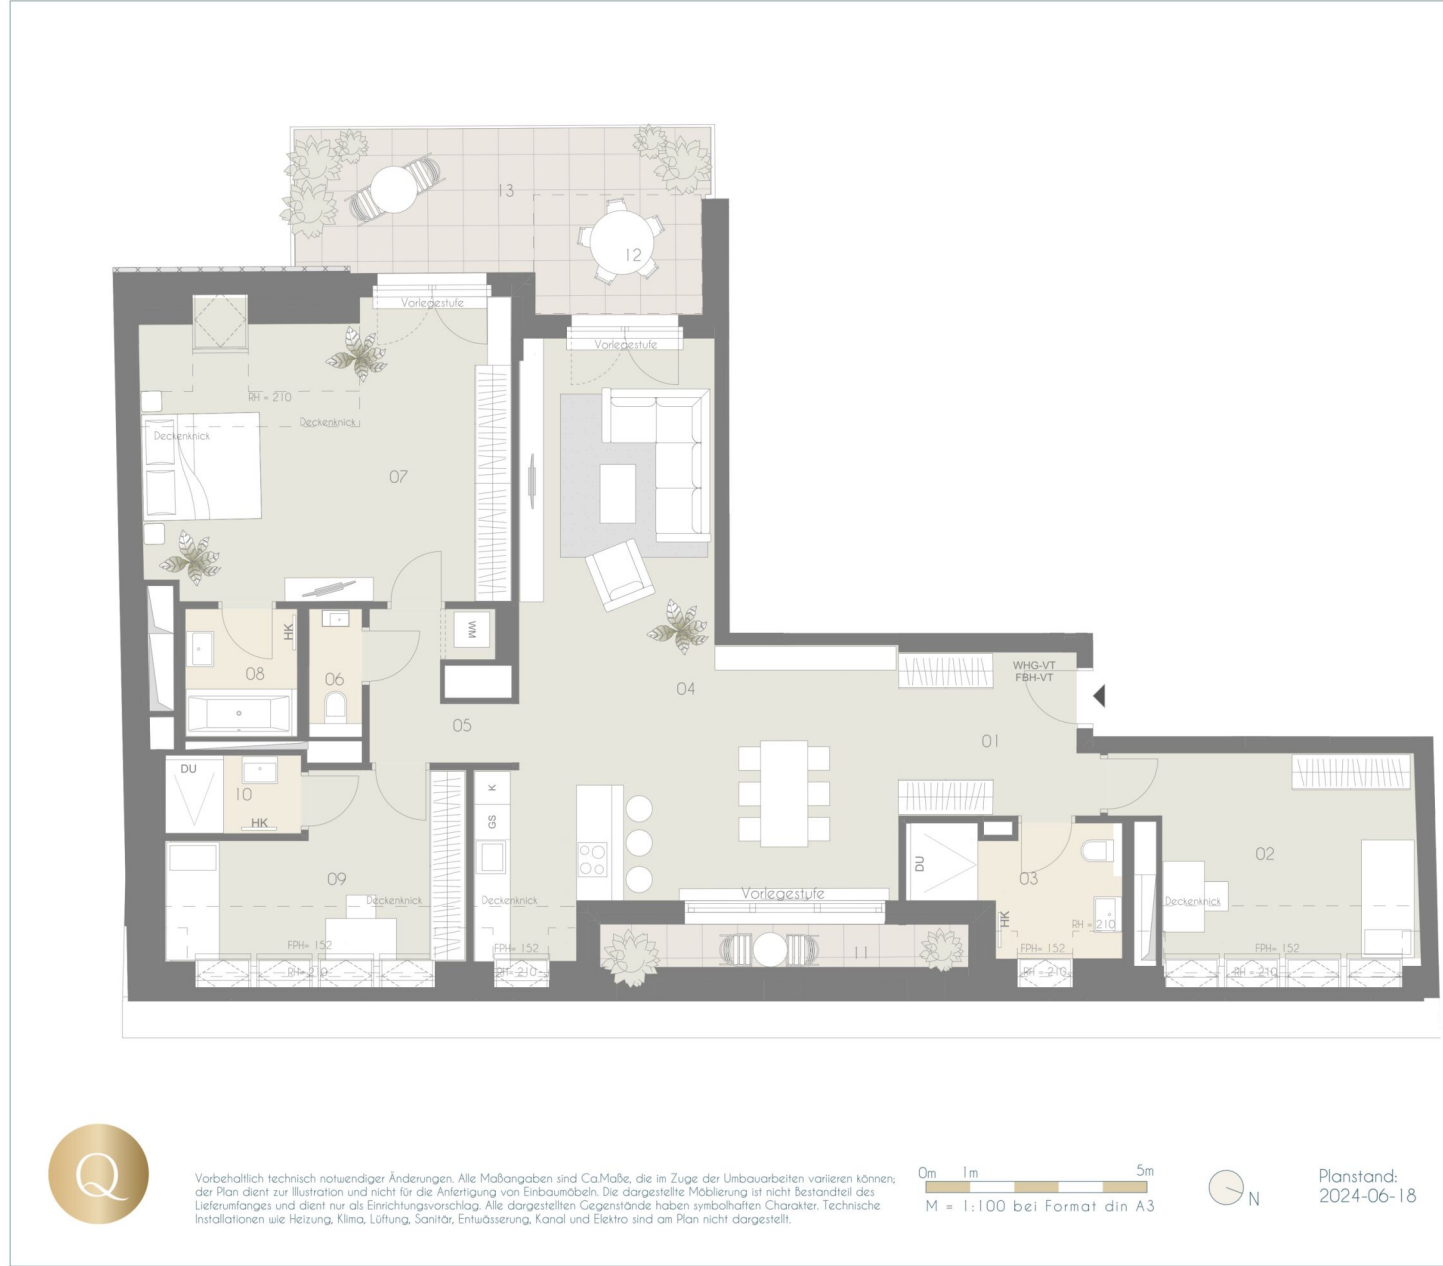 13
12
Vorlegestufe
Vorlegestufe
RH = 210
Deckenknick
Deckenknick
07
HK
WM
08
06
WHG-VT
FBH-VT
04
05
01
DU
K
10
HK
GS
DU
02
03
09
Deckenknick
Deckenknick
Vorlegestufe
Deckenknick
HK
RH = 210
FPH= 152
FPH= 152
11
FPH= 152
FPH= 152
RH = 210
RH = 210
RH = 210
RH = 210
Q
Vorbehaltlich technisch notwendiger Änderungen. Alle Maßangaben sind Ca.Maße, die im Zuge der Umbauarbeiten variieren können;
der Plan dient zur Illustration und nicht für die Anfertigung von Einbaumöbeln. Die dargestellte Möblierung ist nicht Bestandteil des
Lieferumfanges und dient nur als Einrichtungsvorschlag. Alle dargestellten Gegenstände haben symbolhaften Charakter. Technische
Installationen wie Heizung, Klima, Lüftung, Sanitär, Entwässerung, Kanal und Elektro sind am Plan nicht dargestellt.
0m 1m 5m
M = 1:100 bei Format din A3
N
Planstand:
2024-06-18